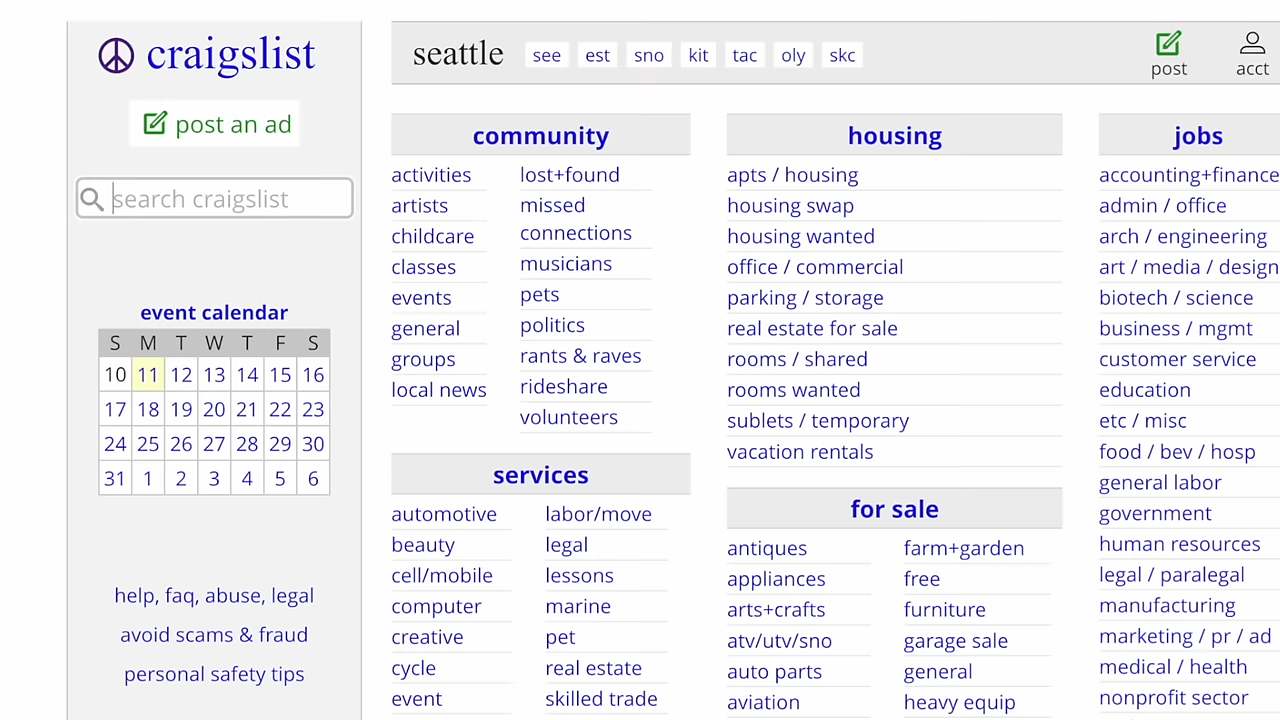 craigslist
post an ad
search craigslist
event calendar
S M T W T F S
10 11 12 13 14 15 16
17 18 19 20 21 22 23
24 25 26 27 28 29 30
31 1 2 3 4 5 6
help, faq, abuse, legal
avoid scams & fraud
personal safety tips
seattle see est sno kit tac oly skc
post
acct
community
activities
artists
childcare
classes
events
general
groups
local news
lost+found
missed
connections
musicians
pets
politics
rants & raves
rideshare
volunteers
services
automotive
beauty
cell/mobile
computer
creative
cycle
event
labor/move
legal
lessons
marine
pet
real estate
skilled trade
housing
apts / housing
housing swap
housing wanted
office / commercial
parking / storage
real estate for sale
rooms / shared
rooms wanted
sublets / temporary
vacation rentals
for sale
antiques
appliances
arts+crafts
atv/utv/sno
auto parts
aviation
farm+garden
free
furniture
garage sale
general
heavy equip
jobs
accounting+finance
admin / office
arch / engineering
art / media / design
biotech / science
business / mgmt
customer service
education
etc / misc
food / bev / hosp
general labor
government
human resources
legal / paralegal
manufacturing
marketing / pr / ad
medical / health
nonprofit sector